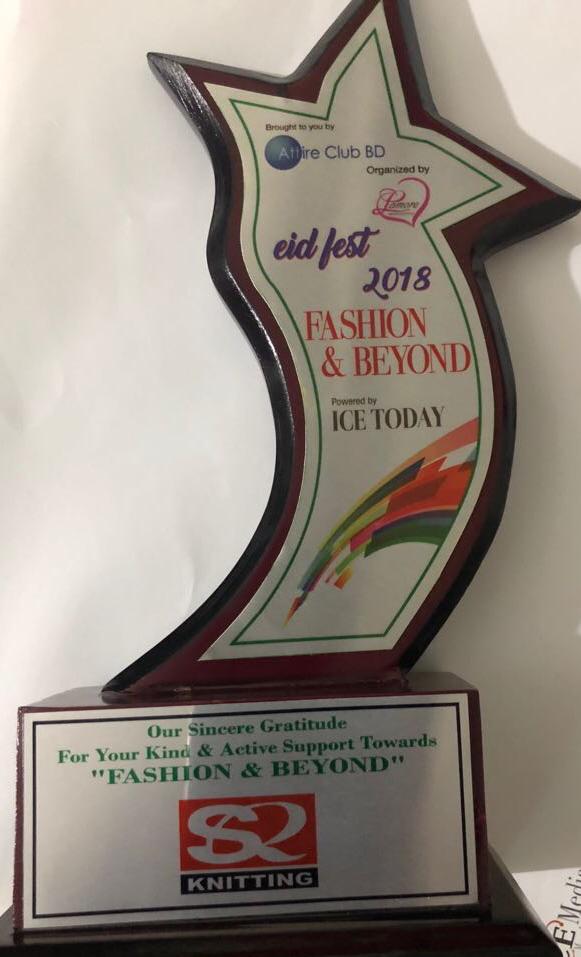 Brought to you by
Attire Club BD
Organized by
eid fest
2018
FASHION
& BEYOND
Powered by
ICE TODAY
Our Sincere Gratitude
For Your Kind & Active Support Towards
"FASHION & BEYOND"
SQ
KNITTING